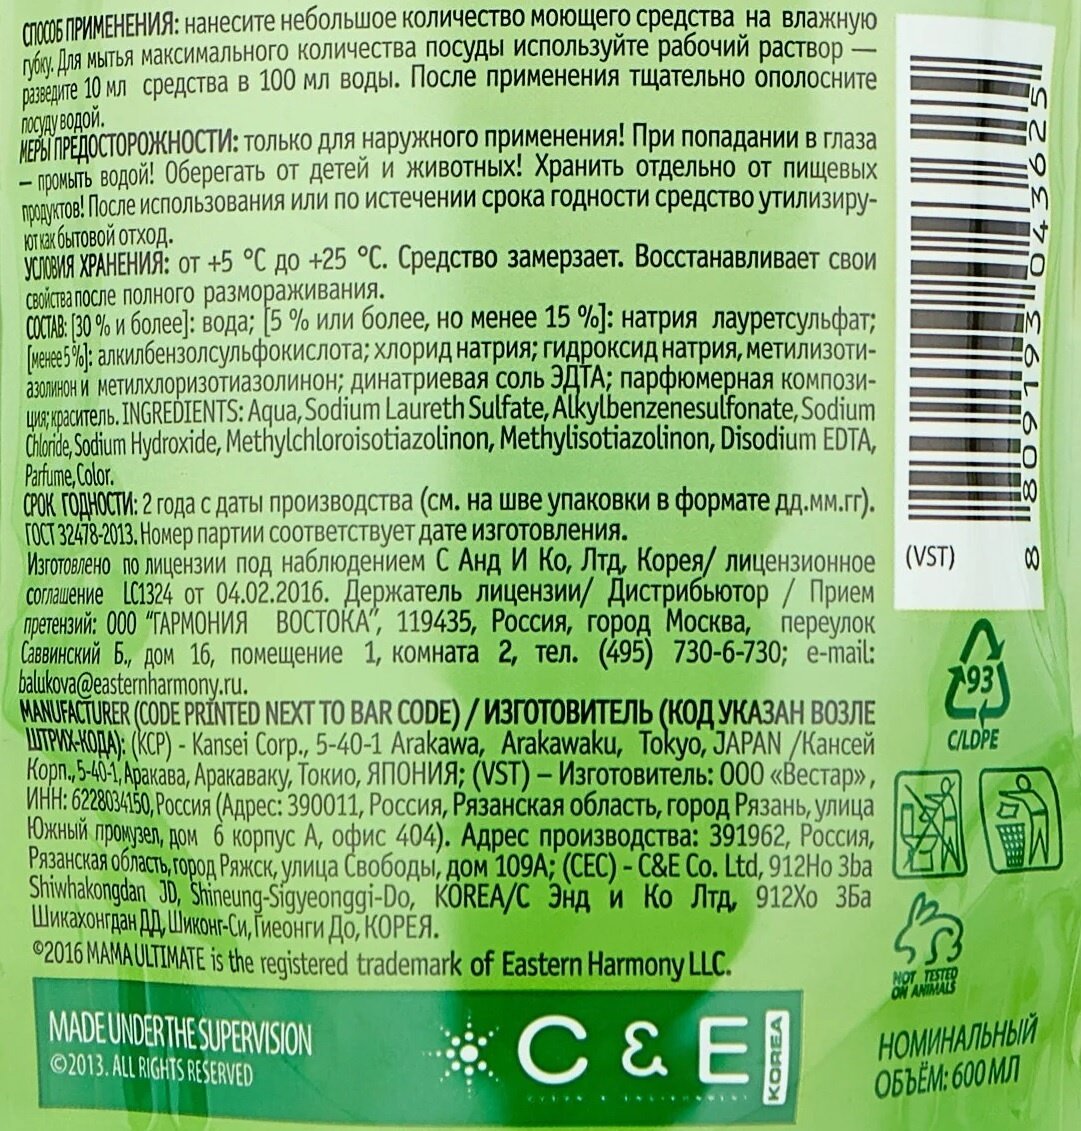 СПОСОБ ПРИМЕНЕНИЯ: нанесите небольшое количество моющего средства на влажную
губку. Для мытья максимального количества посуды используйте рабочий раствор —
разведите 10 мл средства в 100 мл воды. После применения тщательно ополосните
посуду водой.
МЕРЫ ПРЕДОСТОРОЖНОСТИ: только для наружного применения! При попадании в глаза
– промыть водой! Оберегать от детей и животных! Хранить отдельно от пищевых
продуктов! После использования или по истечении срока годности средство утилизиру-
ют как бытовой отход.
УСЛОВИЯ ХРАНЕНИЯ: от +5 °С до +25 °С. Средство замерзает. Восстанавливает свои
свойства после полного размораживания.
СОСТАВ: [30 % и более]: вода; [5 % или более, но менее 15 %]: натрия лауретсульфат;
[менее 5 %]: алкилбензолсульфокислота; хлорид натрия; гидроксид натрия, метилизоти-
азолинон и метилхлоризотиазолинон; динатриевая соль ЭДТА; парфюмерная компози-
ция; краситель. INGREDIENTS: Aqua, Sodium Laureth Sulfate, Alkylbenzenesulfonate, Sodium
Chloride, Sodium Hydroxide, Methylchloroisotiazolinon, Methylisotiazolinon, Disodium EDTA,
Parfume, Color.
СРОК ГОДНОСТИ: 2 года с даты производства (см. на шве упаковки в формате дд.мм.гг).
ГОСТ 32478-2013. Номер партии соответствует дате изготовления.
Изготовлено по лицензии под наблюдением С Анд И Ко, Лтд, Корея/ лицензионное
соглашение LC1324 от 04.02.2016. Держатель лицензии/ Дистрибьютор / Прием
претензий: ООО "ГАРМОНИЯ ВОСТОКА", 119435, Россия, город Москва, переулок
Саввинский Б., дом 16, помещение 1, комната 2, тел. (495) 730-6-730; e-mail:
balukova@easternharmony.ru.
MANUFACTURER (CODE PRINTED NEXT TO BAR CODE) / ИЗГОТОВИТЕЛЬ (КОД УКАЗАН ВОЗЛЕ
ШТРИХ-КОДА): (KCP) - Kansei Corp., 5-40-1 Arakawa, Arakawaku, Tokyo, JAPAN /Кансей
Корп., 5-40-1, Аракава, Аракаваку, Токио, ЯПОНИЯ; (VST) – Изготовитель: ООО «Вестар»,
ИНН: 6228034150, Россия (Адрес: 390011, Россия, Рязанская область, город Рязань, улица
Южный промузел, дом 6 корпус А, офис 404). Адрес производства: 391962, Россия,
Рязанская область, город Ряжск, улица Свободы, дом 109А; (CEC) - C&E Co. Ltd, 912Ho 3ba
Shiwhakongdan JD, Shineung-Sigyeonggi-Do, KOREA/С Энд и Ко Лтд, 912Хо 3Ба
Шикахонгдан ДД, Шиконг-Си, Гиеонги До, КОРЕЯ.
©2016 MAMA ULTIMATE is the registered trademark of Eastern Harmony LLC.
MADE UNDER THE SUPERVISION
©2013. ALL RIGHTS RESERVED
C & E
KOREA
8 809193 043625
(VST)
93
C/LDPE
NOT TESTED
ON ANIMALS
НОМИНАЛЬНЫЙ
ОБЪЁМ: 600 МЛ